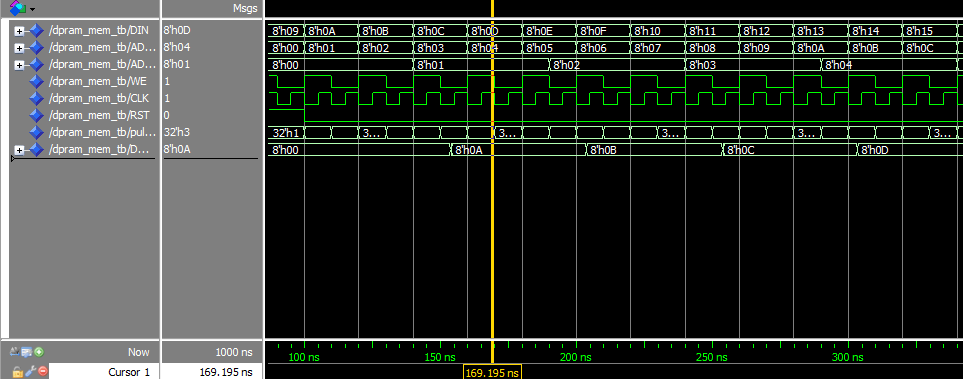 Msgs
/dpram_mem_tb/DIN 8'h0D 8'h09 8'h0A 8'h0B 8'h0C 8'h0D 8'h0E 8'h0F 8'h10 8'h11 8'h12 8'h13 8'h14 8'h15
/dpram_mem_tb/AD... 8'h04 8'h00 8'h01 8'h02 8'h03 8'h04 8'h05 8'h06 8'h07 8'h08 8'h09 8'h0A 8'h0B 8'h0C
/dpram_mem_tb/AD... 8'h01 8'h00 8'h01 8'h02 8'h03 8'h04
/dpram_mem_tb/WE 1
/dpram_mem_tb/CLK 1
/dpram_mem_tb/RST 0
/dpram_mem_tb/pul... 32'h3 32'h1 3... 3... 3... 3... 3...
/dpram_mem_tb/D... 8'h0A 8'h00 8'h0A 8'h0B 8'h0C 8'h0D
Now 1000 ns 100 ns 150 ns 200 ns 250 ns 300 ns
Cursor 1 169.195 ns 169.195 ns